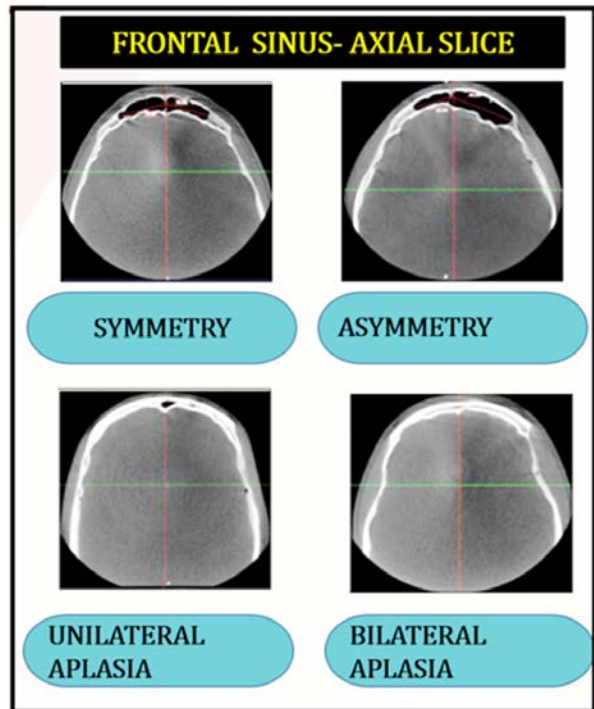 FRONTAL SINUS- AXIAL SLICE
SYMMETRY
ASYMMETRY
UNILATERAL
APLASIA
BILATERAL
APLASIA